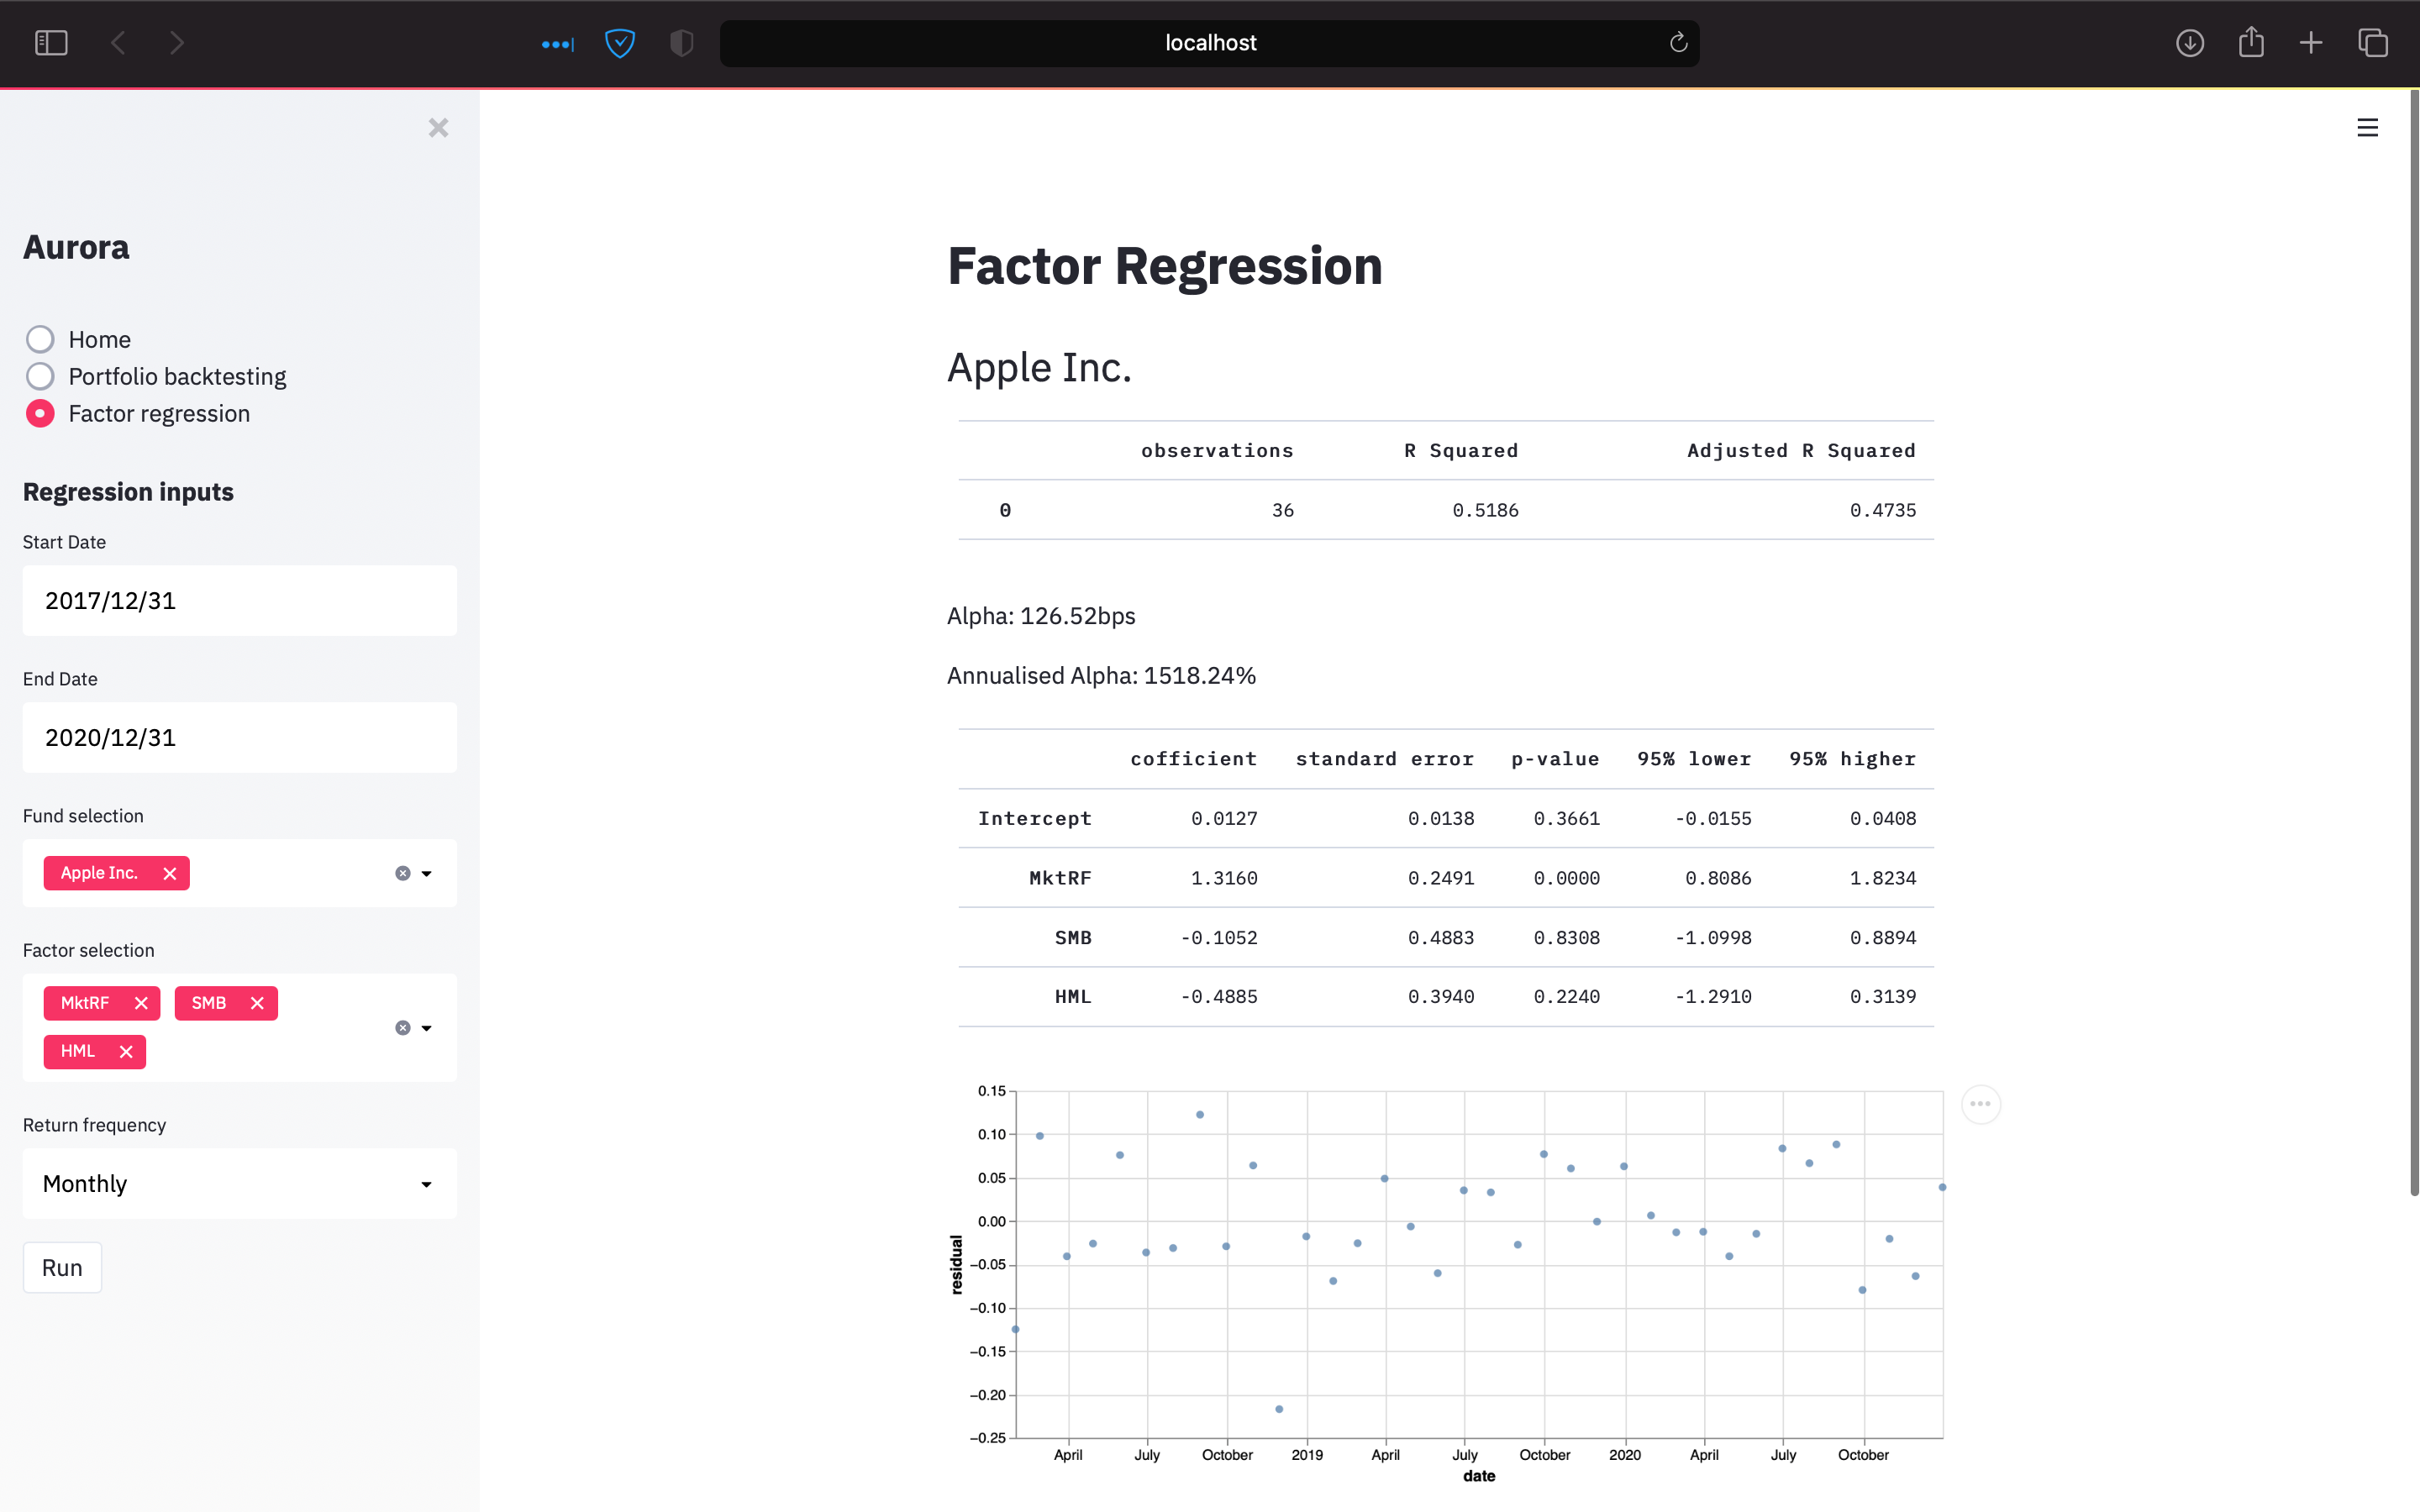 localhost
Aurora
Home
Portfolio backtesting
Factor regression
Regression inputs
Start Date
2017/12/31
End Date
2020/12/31
Fund selection
Apple Inc.
Factor selection
MktRF SMB
HML
Return frequency
Monthly
Run
Factor Regression
Apple Inc.
observations R Squared Adjusted R Squared
0 36 0.5186 0.4735
Alpha: 126.52bps
Annualised Alpha: 1518.24%
cofficient standard error p-value 95% lower 95% higher
Intercept 0.0127 0.0138 0.3661 -0.0155 0.0408
MktRF 1.3160 0.2491 0.0000 0.8086 1.8234
SMB -0.1052 0.4883 0.8308 -1.0998 0.8894
HML -0.4885 0.3940 0.2240 -1.2910 0.3139
0.15
0.10
0.05
0.00
−0.05
−0.10
−0.15
−0.20
−0.25
residual
April July October 2019 April July October 2020 April July October
date